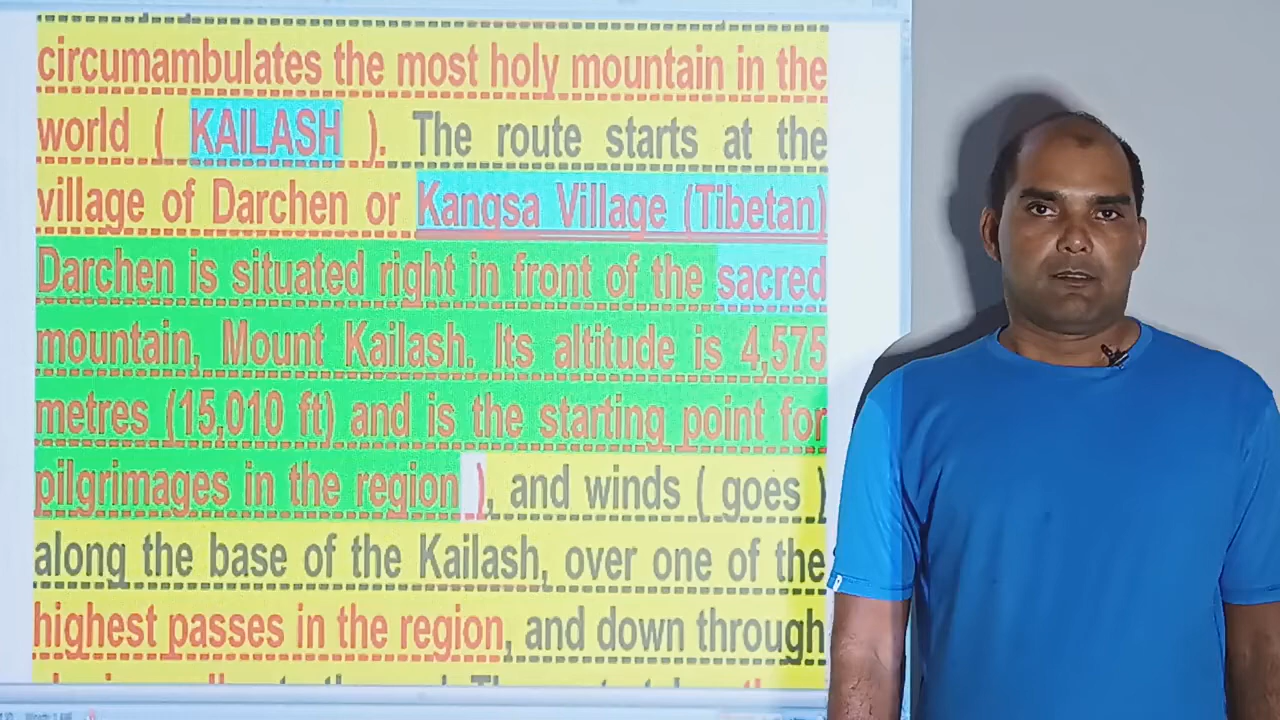 circumambulates the most holy mountain in the
world ( KAILASH ). The route starts at the
village of Darchen or Kangsa Village (Tibetan)
Darchen is situated right in front of the sacred
mountain, Mount Kailash. Its altitude is 4,575
metres (15,010 ft) and is the starting point for
pilgrimages in the region ), and winds ( goes )
along the base of the Kailash, over one of the
highest passes in the region, and down through